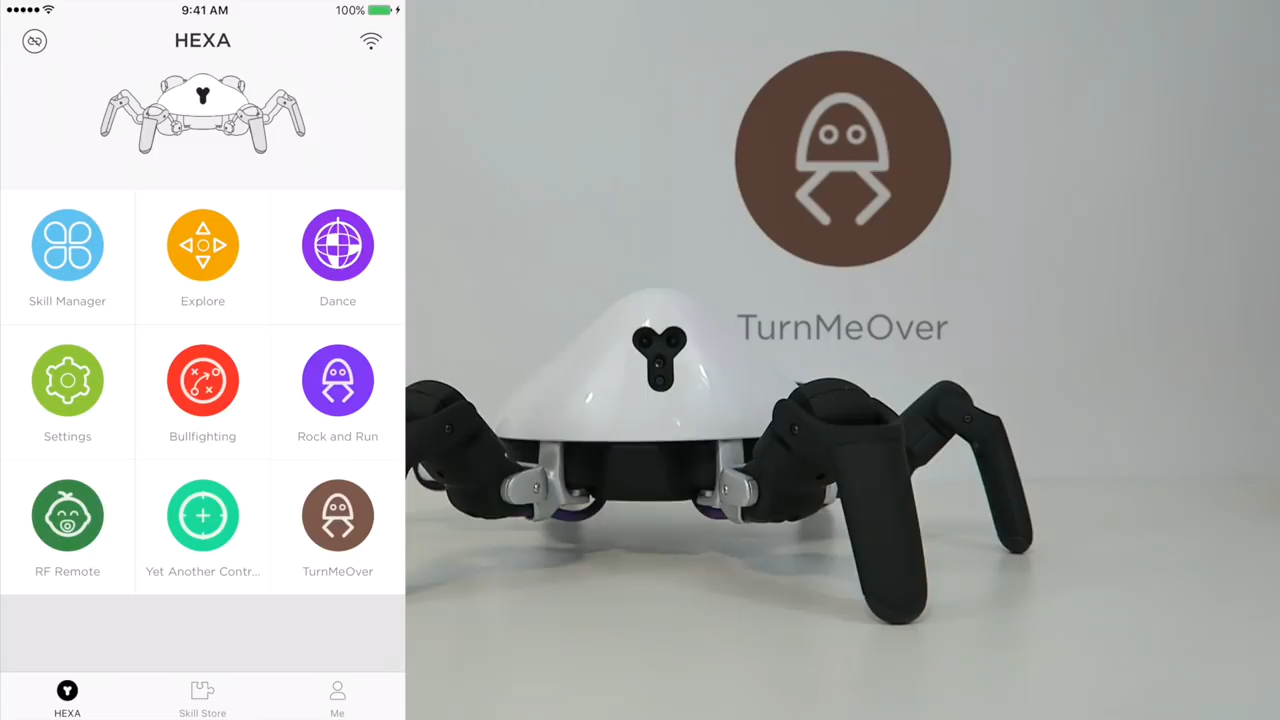 9:41 AM
100%
HEXA
Skill Manager
Explore
Dance
Settings
Bullfighting
Rock and Run
RF Remote
Yet Another Contr...
TurnMeOver
HEXA
Skill Store
Me
TurnMeOver